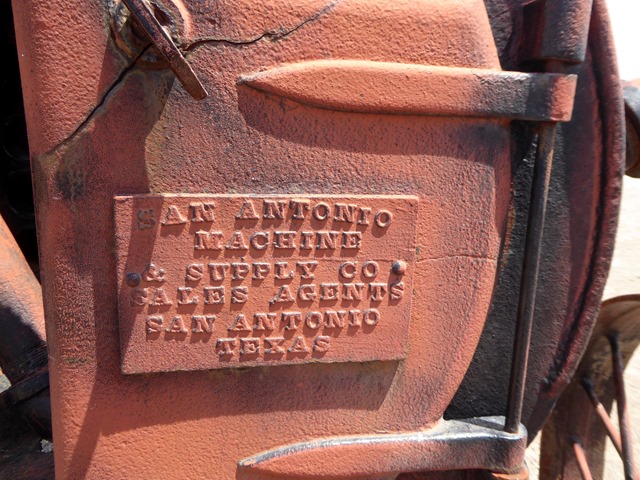 SAN ANTONIO
MACHINE
& SUPPLY CO
SALES AGENTS
SAN ANTONIO
TEXAS